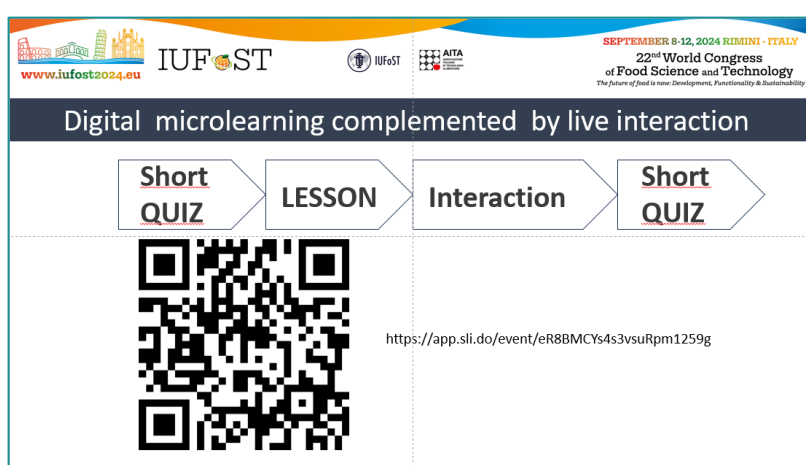 www.iufost2024.eu
IUFoST
IUFoST
AITA
SEPTEMBER 8-12, 2024 RIMINI - ITALY
22nd World Congress
of Food Science and Technology
The future of food is now: Development, Functionality & Sustainability
Digital microlearning complemented by live interaction
Short
QUIZ
LESSON
Interaction
Short
QUIZ
https://app.sli.do/event/eR8BMCYs4s3vsuRpm1259g